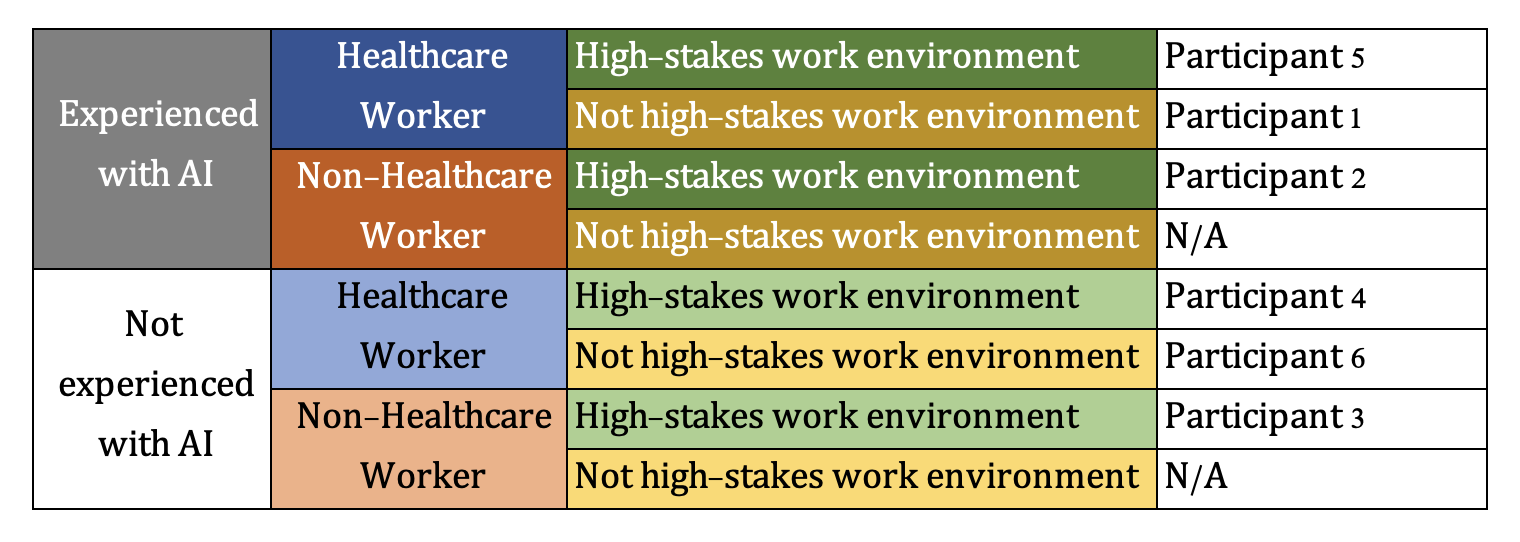 Experienced
with AI
Healthcare
Worker
High–stakes work environment
Participant 5
Not high–stakes work environment
Participant 1
Non–Healthcare
Worker
High–stakes work environment
Participant 2
Not high–stakes work environment
N/A
Not
experienced
with AI
Healthcare
Worker
High–stakes work environment
Participant 4
Not high–stakes work environment
Participant 6
Non–Healthcare
Worker
High–stakes work environment
Participant 3
Not high–stakes work environment
N/A